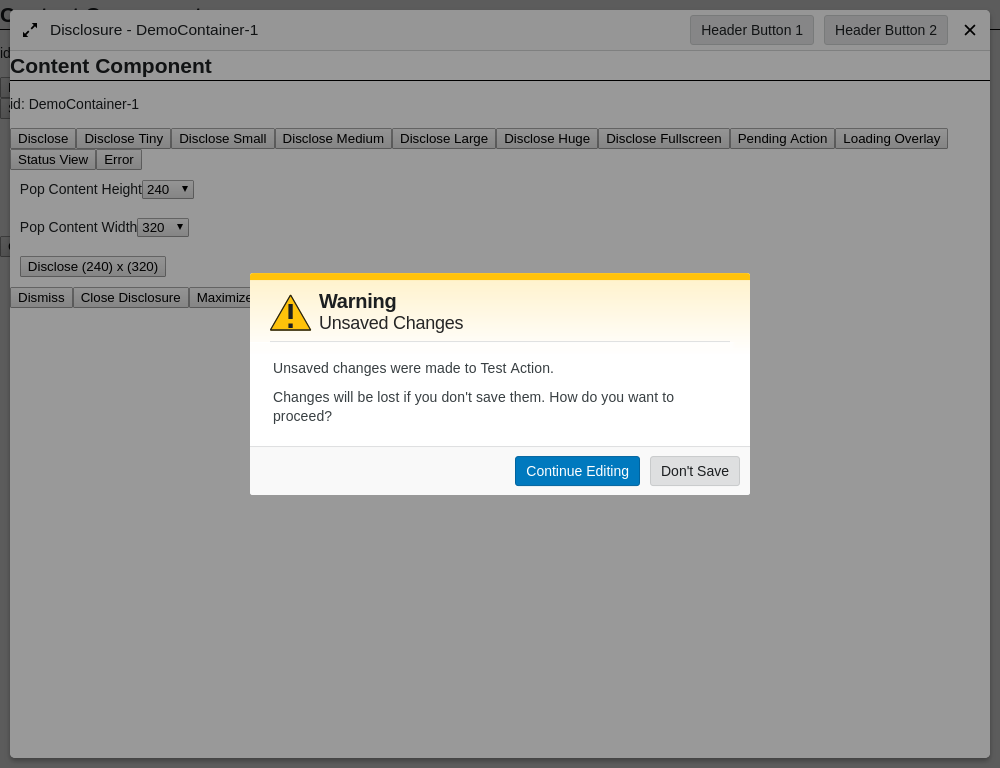 Disclosure - DemoContainer-1 Header Button 1 Header Button 2
Content Component
id: DemoContainer-1
Disclose Disclose Tiny Disclose Small Disclose Medium Disclose Large Disclose Huge Disclose Fullscreen Pending Action Loading Overlay
Status View Error
Pop Content Height 240
Pop Content Width 320
Disclose (240) x (320)
Dismiss Close Disclosure Maximize
Warning
Unsaved Changes
Unsaved changes were made to Test Action.
Changes will be lost if you don't save them. How do you want to
proceed?
Continue Editing Don't Save